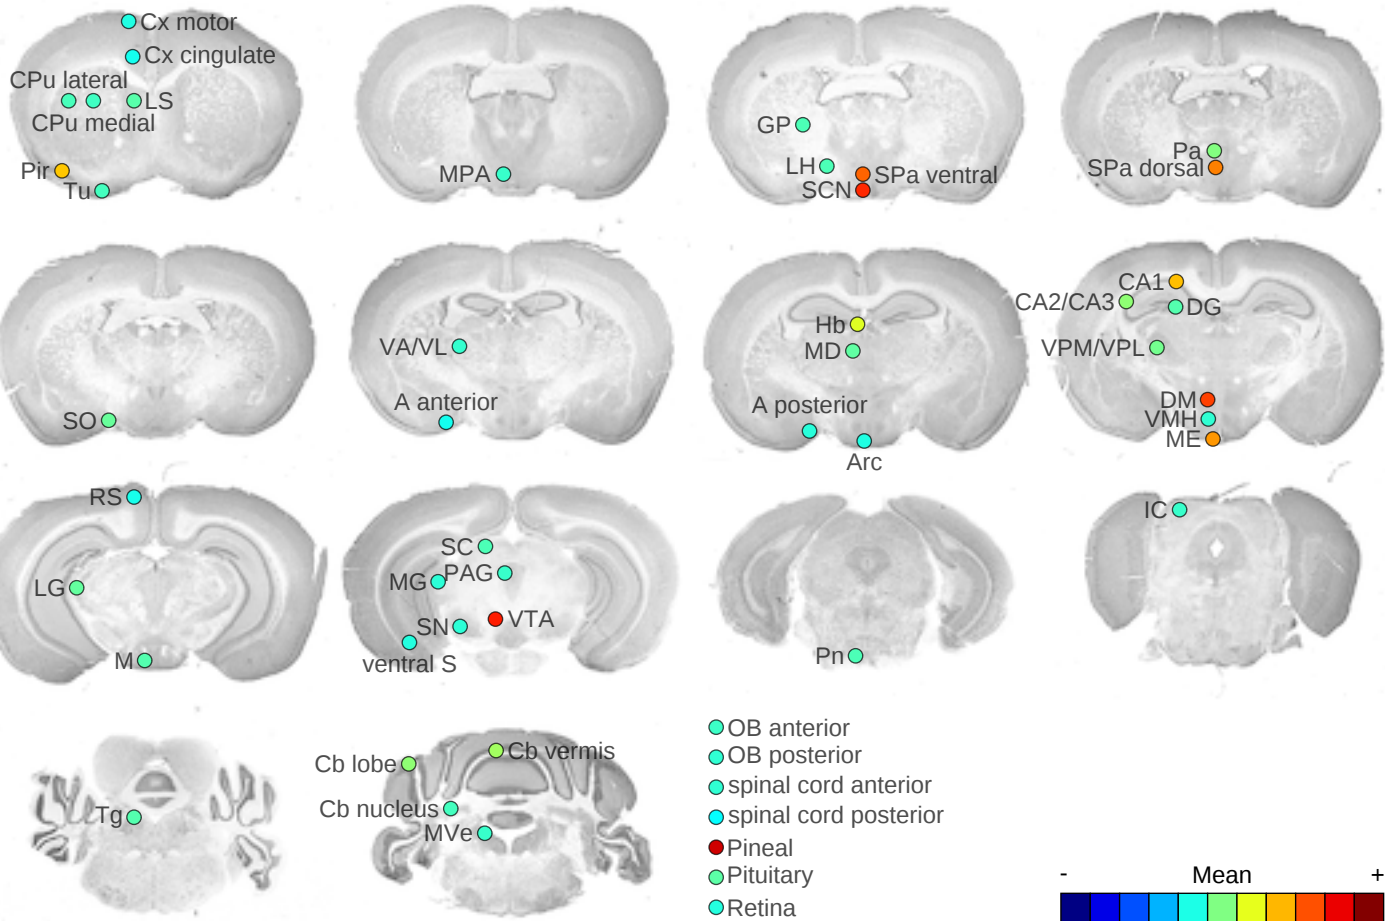 Cx motor
Cx cingulate
CPu lateral
LS
CPu medial
Pir
Tu
MPA
GP
LH
SPa ventral
SCN
Pa
SPa dorsal
SO
VA/VL
A anterior
Hb
MD
A posterior
Arc
CA1
CA2/CA3
DG
VPM/VPL
DM
VMH
ME
RS
LG
M
SC
PAG
MG
VTA
SN
ventral S
Pn
IC
Tg
Cb vermis
Cb lobe
Cb nucleus
MVe
OB anterior
OB posterior
spinal cord anterior
spinal cord posterior
Pineal
Pituitary
Retina
- Mean +